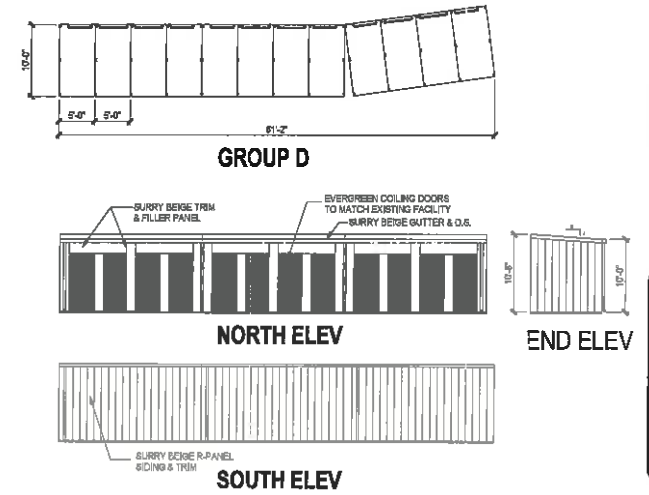 10'-0"
5'-0" 5'-0"
61'-2"
GROUP D
SURRY BEIGE TRIM
& FILLER PANEL
EVERGREEN COILING DOORS
TO MATCH EXISTING FACILITY
SURRY BEIGE GUTTER & D.S.
10'-6"
10'-0"
NORTH ELEV
END ELEV
SURRY BEIGE R-PANEL
SIDING & TRIM
SOUTH ELEV